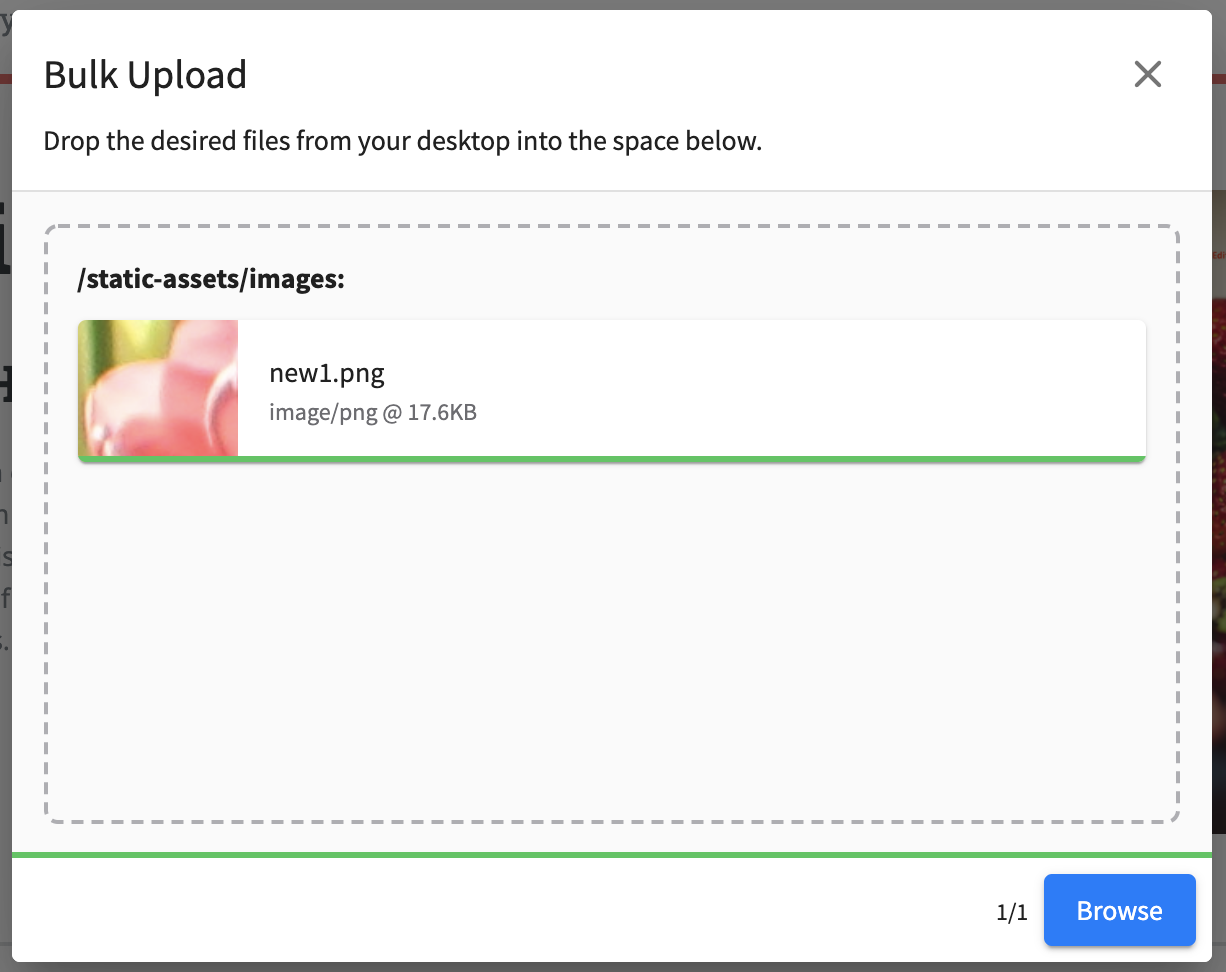 Bulk Upload
Drop the desired files from your desktop into the space below.
/static-assets/images:
new1.png
image/png @ 17.6KB
1/1
Browse